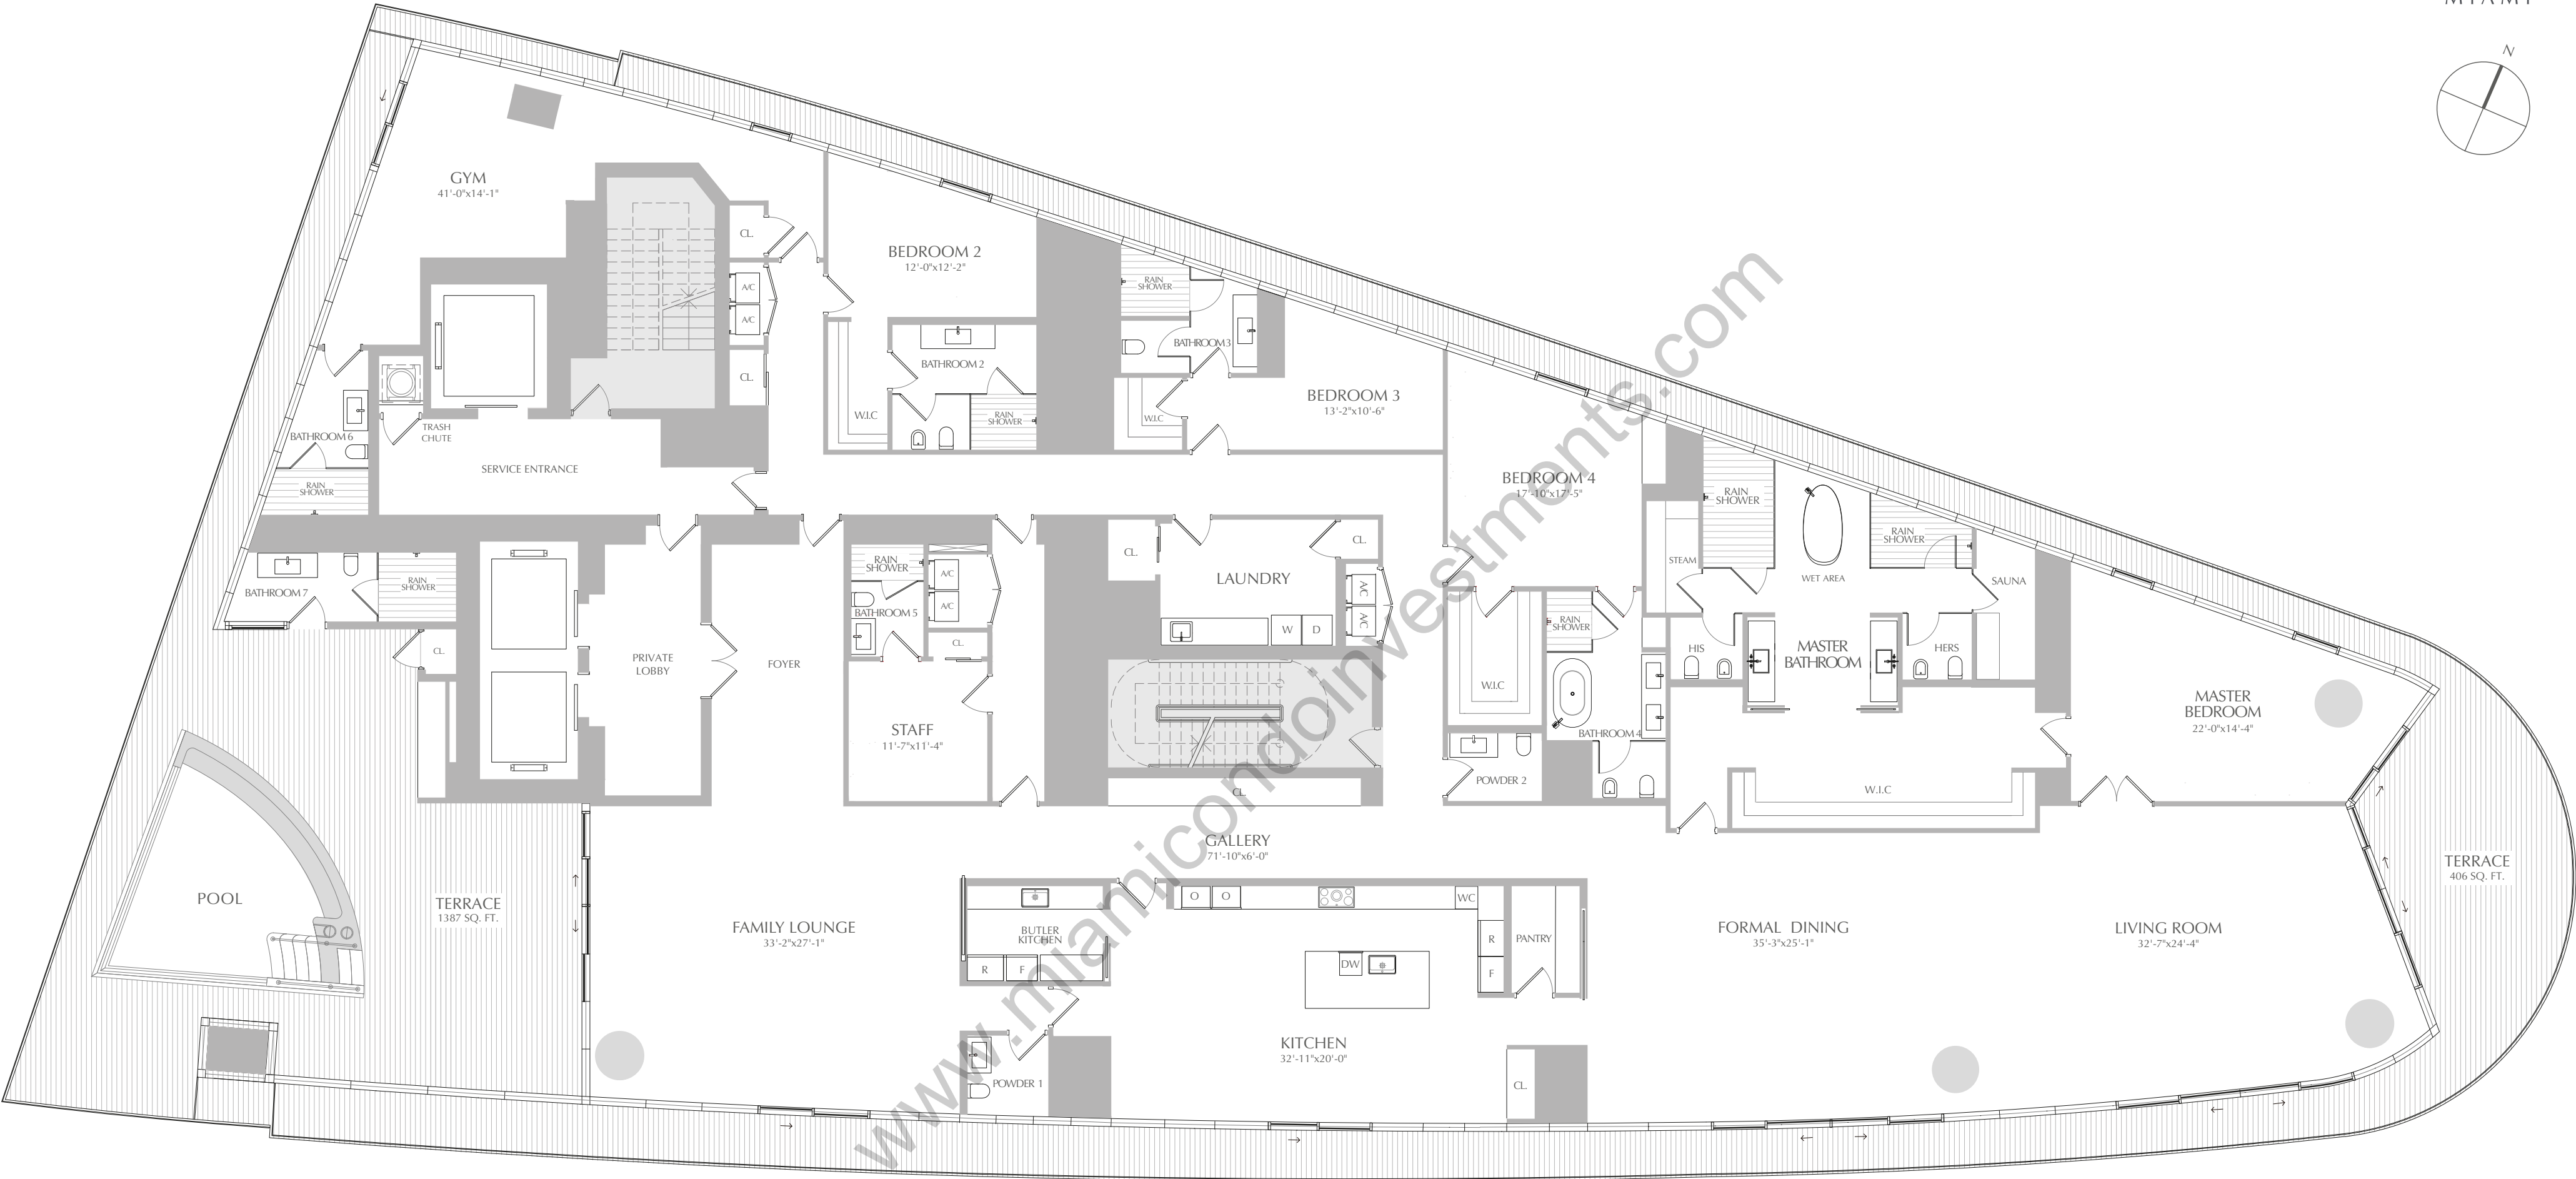 MIAMI
N
GYM
41'-0"x14'-1"
CL.
A/C
A/C
CL.
BEDROOM 2
12'-0"x12'-2"
BATHROOM 2
W.I.C
RAIN
SHOWER
RAIN
SHOWER
BATHROOM 3
W.I.C
BEDROOM 3
13'-2"x10'-6"
BEDROOM 4
17'-10"x17'-5"
TRASH
CHUTE
BATHROOM 6
RAIN
SHOWER
SERVICE ENTRANCE
BATHROOM 7
RAIN
SHOWER
CL.
PRIVATE
LOBBY
FOYER
RAIN
SHOWER
A/C
A/C
BATHROOM 5
CL.
STAFF
11'-7"x11'-4"
CL.
LAUNDRY
CL.
A/C
A/C
W
D
CL.
W.I.C
RAIN
SHOWER
BATHROOM 4
POWDER 2
RAIN
SHOWER
STEAM
WET AREA
RAIN
SHOWER
SAUNA
HIS
MASTER
BATHROOM
HERS
W.I.C
MASTER
BEDROOM
22'-0"x14'-4"
POOL
TERRACE
1387 SQ. FT.
FAMILY LOUNGE
33'-2"x27'-1"
GALLERY
71'-10"x6'-0"
BUTLER
KITCHEN
R
F
POWDER 1
O
O
WC
R
F
DW
PANTRY
KITCHEN
32'-11"x20'-0"
CL.
FORMAL DINING
35'-3"x25'-1"
LIVING ROOM
32'-7"x24'-4"
TERRACE
406 SQ. FT.
www.miamicondoinvestments.com